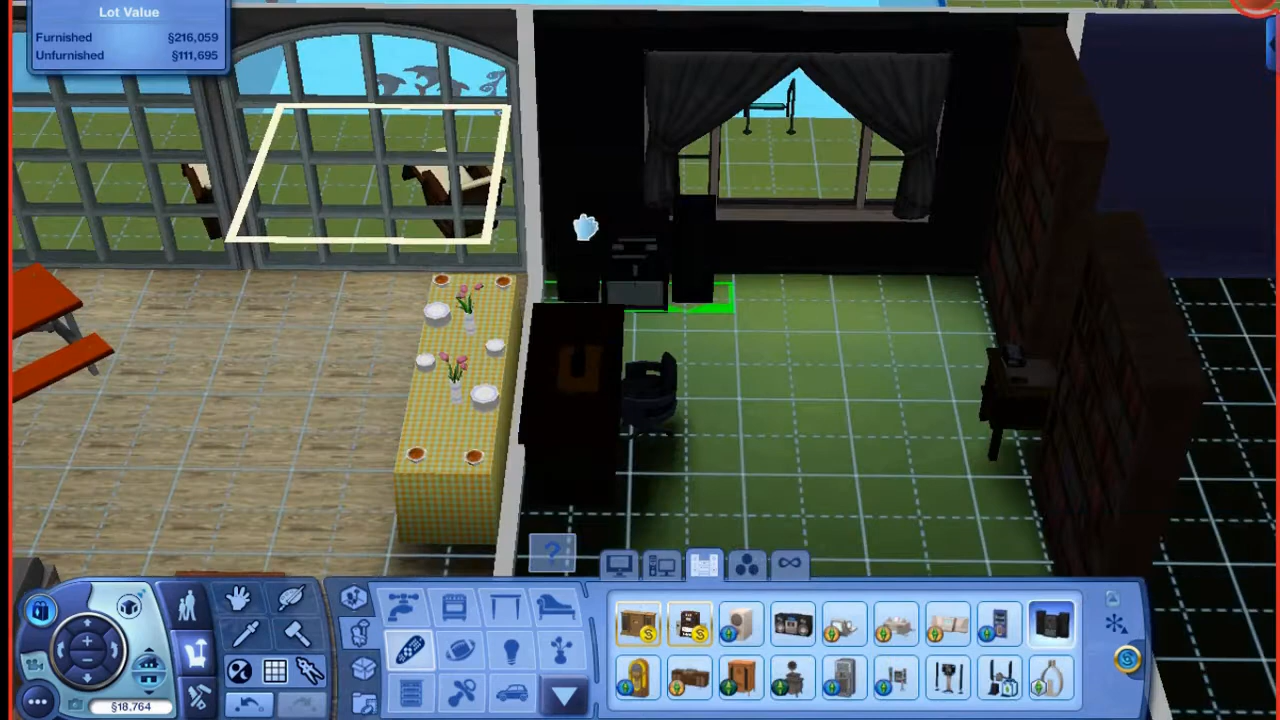 Lot Value
Furnished §216,059
Unfurnished §111,695
?
§18,764